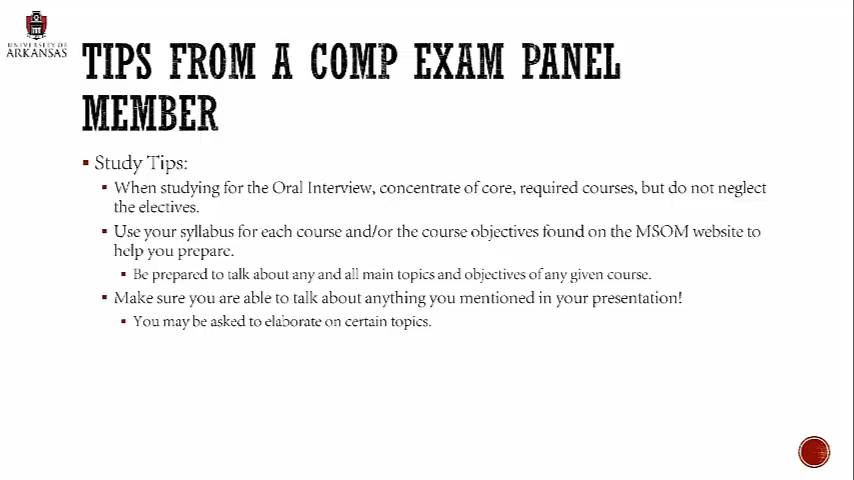 UNIVERSITY OF
ARKANSAS
TIPS FROM A COMP EXAM PANEL
MEMBER
▪ Study Tips:
▪ When studying for the Oral Interview, concentrate of core, required courses, but do not neglect
the electives.
▪ Use your syllabus for each course and/or the course objectives found on the MSOM website to
help you prepare.
▪ Be prepared to talk about any and all main topics and objectives of any given course.
▪ Make sure you are able to talk about anything you mentioned in your presentation!
▪ You may be asked to elaborate on certain topics.